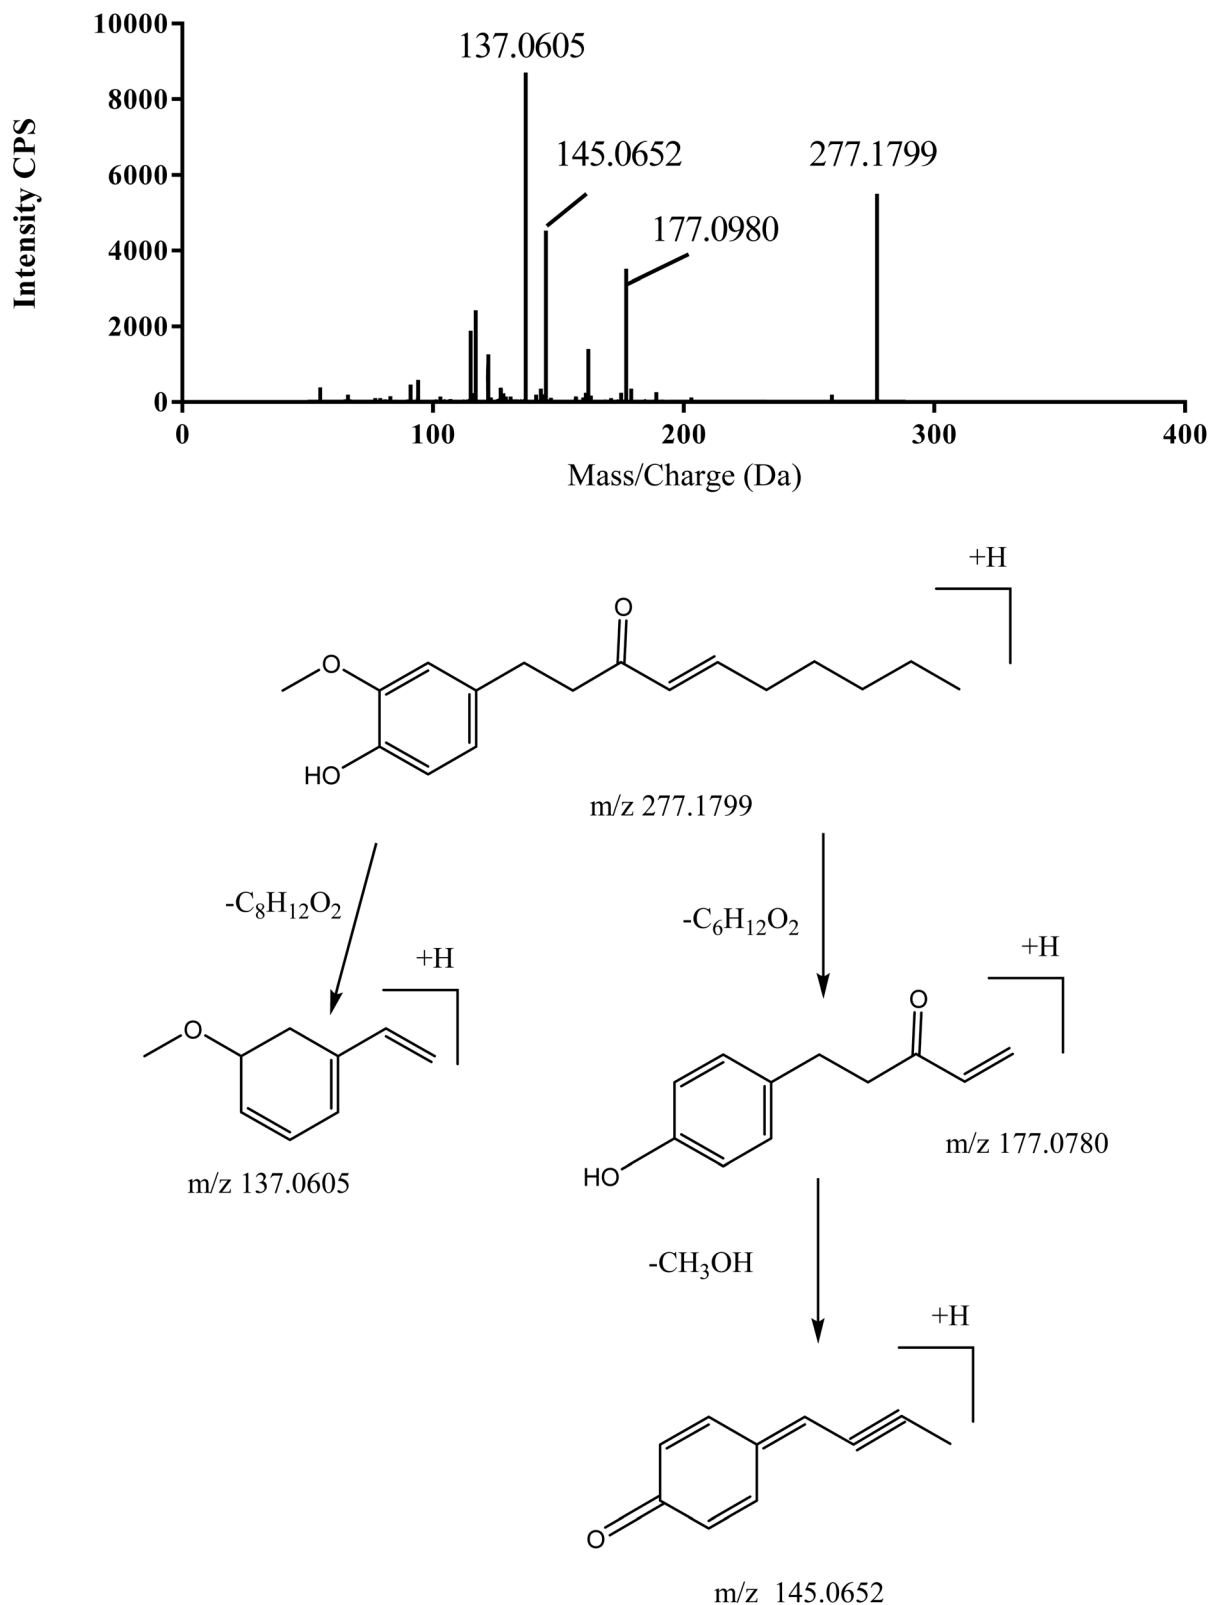 10000
137.0605
8000
6000
145.0652
277.1799
177.0980
4000
2000
0
Intensity CPS
0
100
200
300
400
Mass/Charge (Da)
+H
O
O
HO
m/z 277.1799
-C₈H₁₂O₂
-C₆H₁₂O₂
+H
+H
O
O
m/z 177.0780
HO
m/z 137.0605
-CH₃OH
+H
O
m/z 145.0652